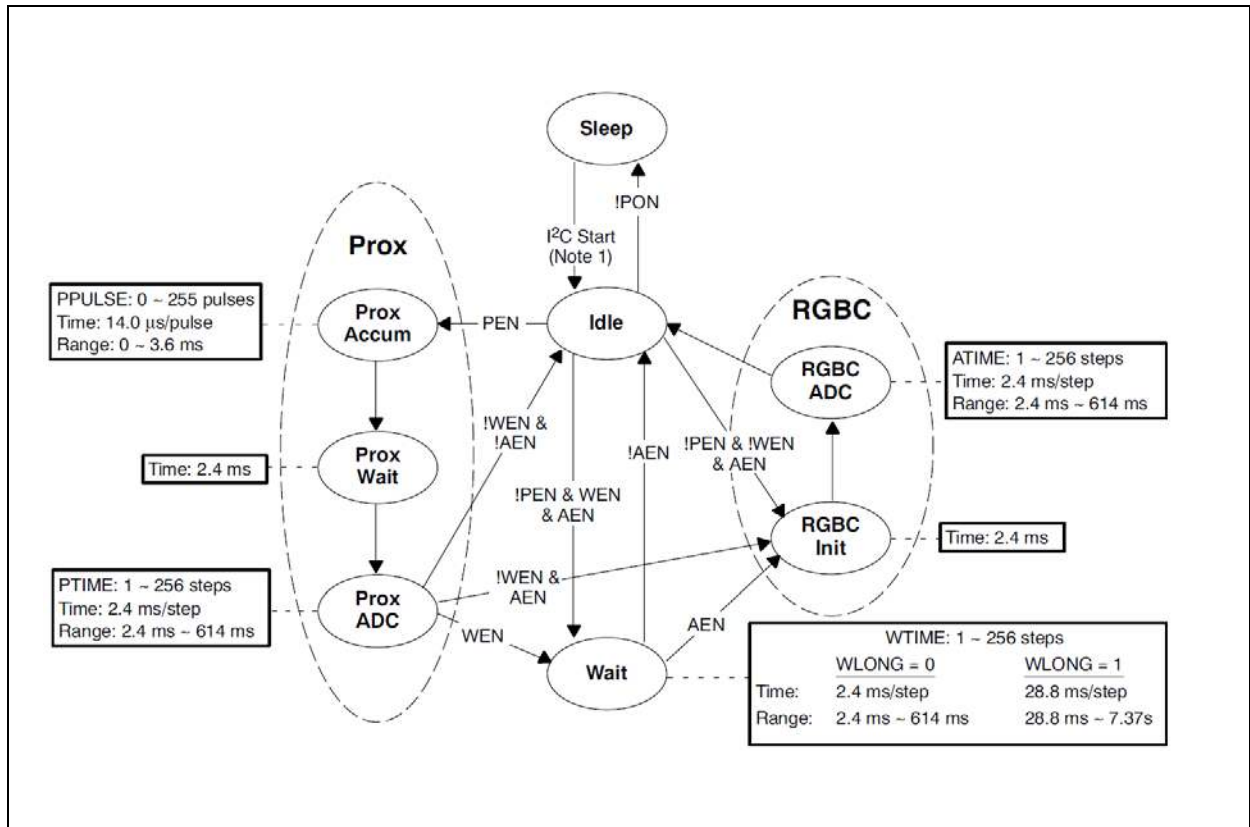 Sleep
!PON
I²C Start
(Note 1)
Prox
PPULSE: 0 ~ 255 pulses
Time: 14.0 µs/pulse
Range: 0 ~ 3.6 ms
Prox
Accum
PEN
Idle
RGBC
RGBC
ADC
ATIME: 1 ~ 256 steps
Time: 2.4 ms/step
Range: 2.4 ms ~ 614 ms
!WEN &
!AEN
!PEN & !WEN
& AEN
!AEN
Time: 2.4 ms
Prox
Wait
!PEN & WEN
& AEN
RGBC
Init
Time: 2.4 ms
PTIME: 1 ~ 256 steps
Time: 2.4 ms/step
Range: 2.4 ms ~ 614 ms
Prox
ADC
!WEN &
AEN
WEN
AEN
Wait
WTIME: 1 ~ 256 steps
WLONG = 0 WLONG = 1
Time: 2.4 ms/step 28.8 ms/step
Range: 2.4 ms ~ 614 ms 28.8 ms ~ 7.37s